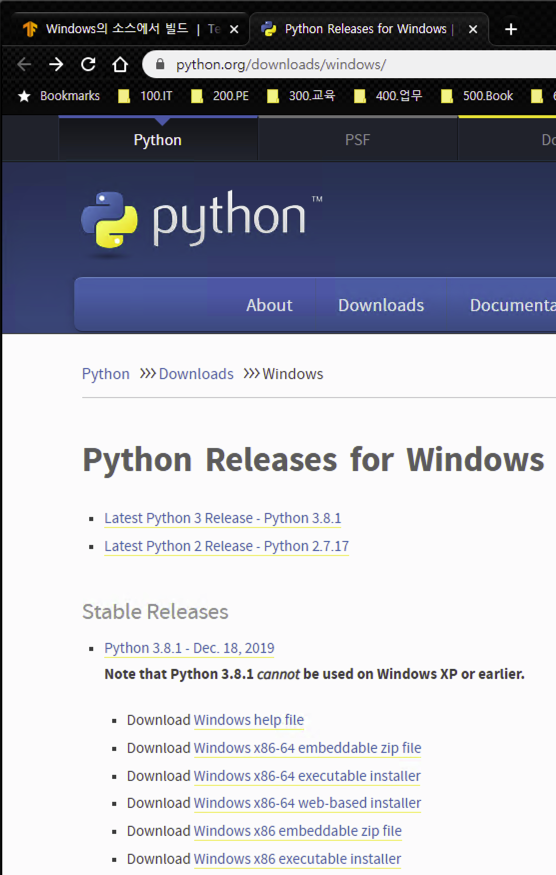 Windows의 소스에서 빌드 | Te
Python Releases for Windows |
python.org/downloads/windows/
Bookmarks 100.IT 200.PE 300.교육 400.업무 500.Book 6
Python PSF Do
python™
About Downloads Documenta
Python >>> Downloads >>> Windows
Python Releases for Windows
Latest Python 3 Release - Python 3.8.1
Latest Python 2 Release - Python 2.7.17
Stable Releases
Python 3.8.1 - Dec. 18, 2019
Note that Python 3.8.1 cannot be used on Windows XP or earlier.
Download Windows help file
Download Windows x86-64 embeddable zip file
Download Windows x86-64 executable installer
Download Windows x86-64 web-based installer
Download Windows x86 embeddable zip file
Download Windows x86 executable installer